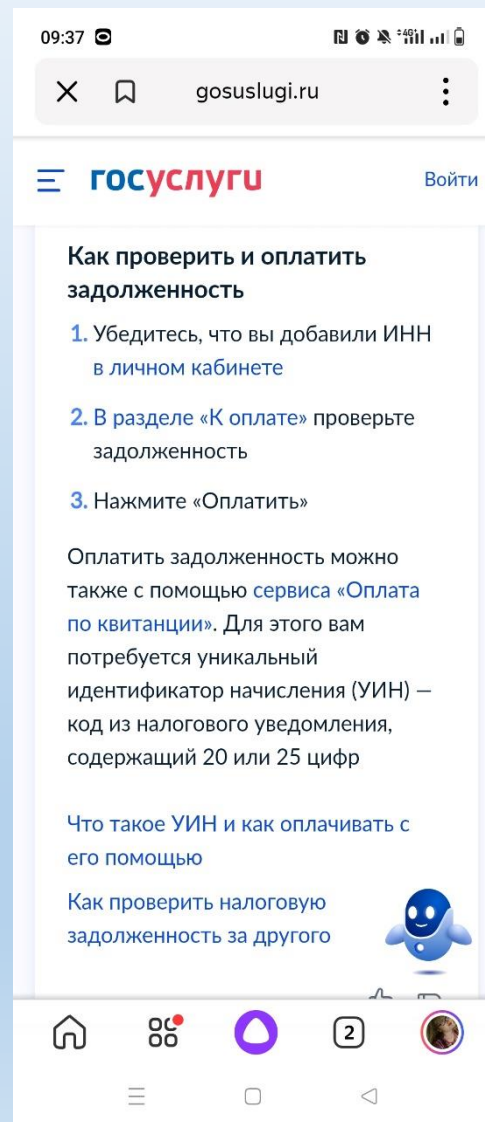 09:37
4G
gosuslugi.ru
госуслуги
Войти
Как проверить и оплатить
задолженность
1. Убедитесь, что вы добавили ИНН
в личном кабинете
2. В разделе «К оплате» проверьте
задолженность
3. Нажмите «Оплатить»
Оплатить задолженность можно
также с помощью сервиса «Оплата
по квитанции». Для этого вам
потребуется уникальный
идентификатор начисления (УИН) —
код из налогового уведомления,
содержащий 20 или 25 цифр
Что такое УИН и как оплачивать с
его помощью
Как проверить налоговую
задолженность за другого
2